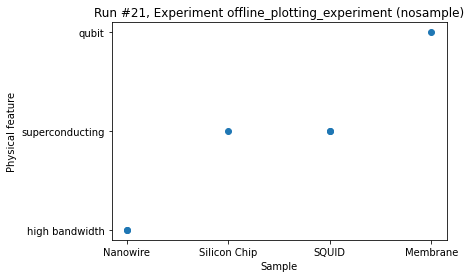 Run #21, Experiment offline_plotting_experiment (nosample)
qubit
superconducting
high bandwidth
Physical feature
Nanowire Silicon Chip SQUID Membrane
Sample